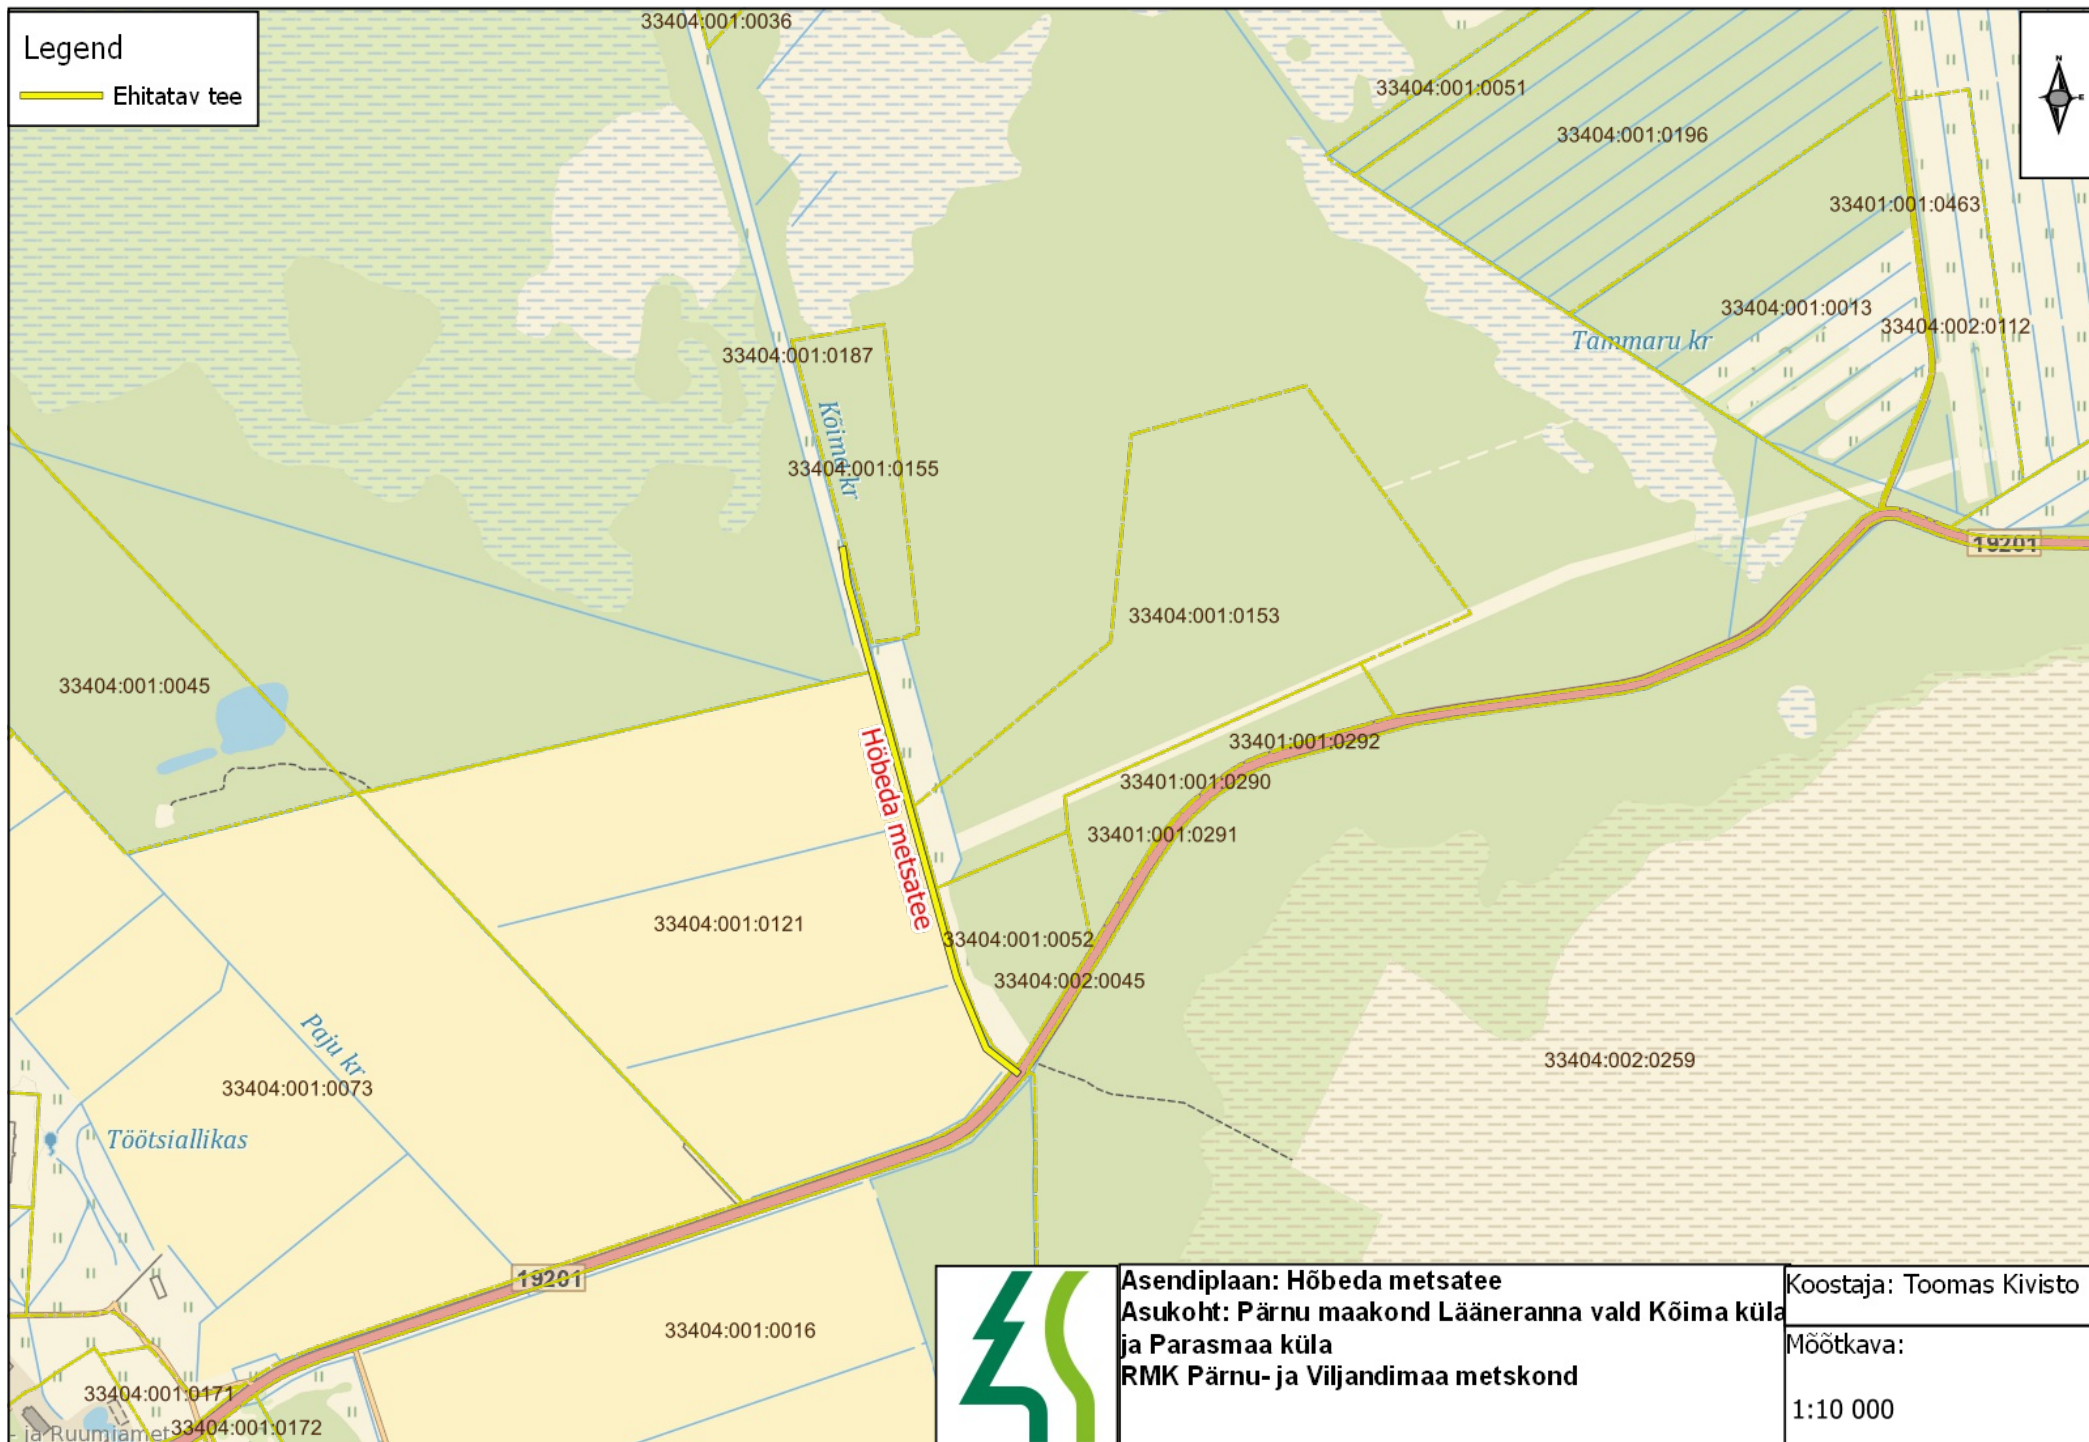 Legend
Ehitatav tee
33404:001:0036
33404:001:0051
33404:001:0196
33401:001:0463
33404:001:0013
33404:002:0112
Tammaru kr
33404:001:0187
Kõima kr
33404:001:0155
19201
33404:001:0153
33404:001:0045
33401:001:0292
33401:001:0290
33401:001:0291
Hõbeda metsatee
33404:001:0121
33404:001:0052
33404:002:0045
33404:002:0259
Paju kr
33404:001:0073
Töötsiallikas
19201
33404:001:0016
33404:001:0171
33404:001:0172
- ja Ruumiamet
N
E
Asendiplaan: Hõbeda metsatee
Asukoht: Pärnu maakond Lääneranna vald Kõima küla
ja Parasmaa küla
RMK Pärnu- ja Viljandimaa metskond
Koostaja: Toomas Kivisto
Mõõtkava:
1:10 000